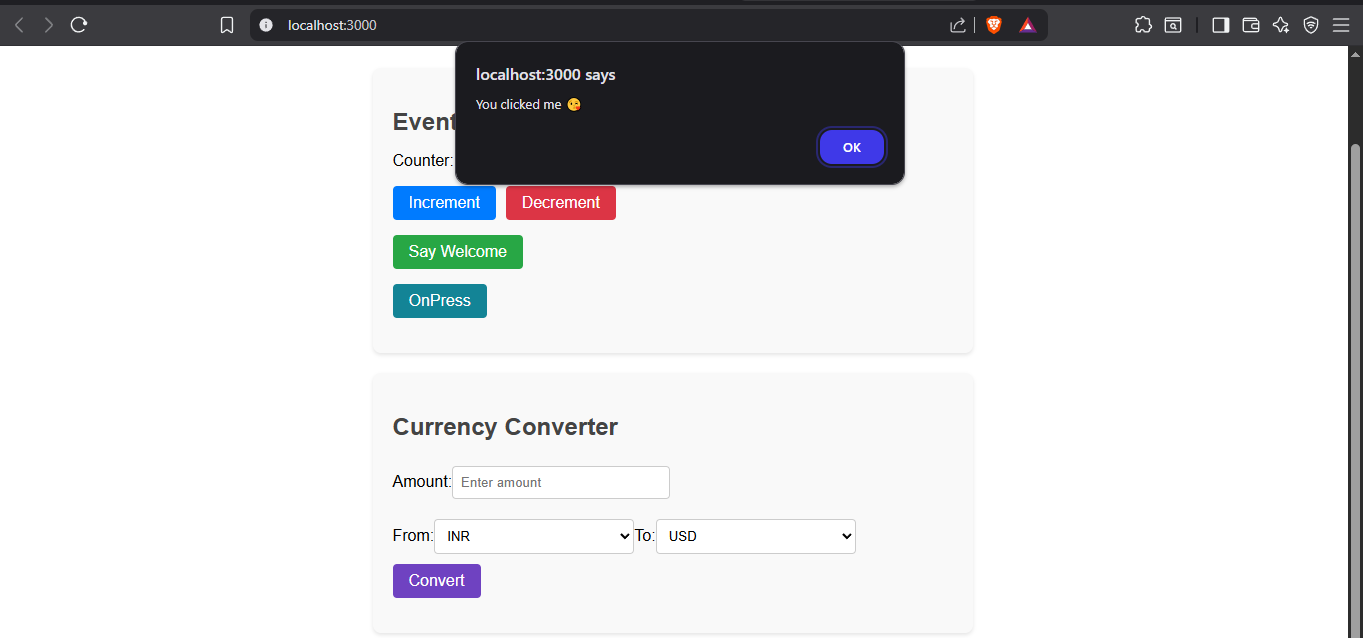 localhost:3000
localhost:3000 says
You clicked me 😘
OK
Event
Counter:
Increment Decrement
Say Welcome
OnPress
Currency Converter
Amount: Enter amount
From: INR To: USD
Convert